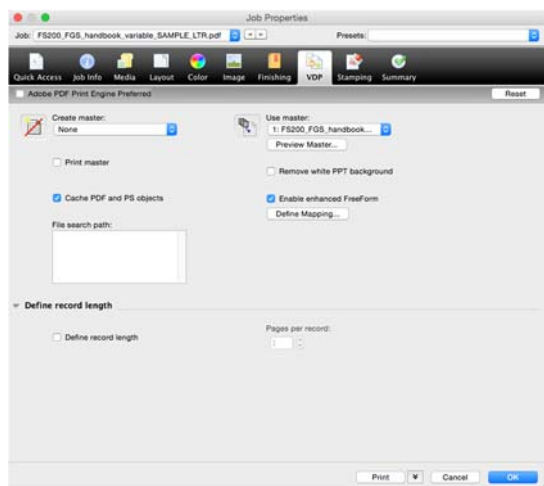 Job Properties
Job: FS200_FGS_handbook_variable_SAMPLE_LTR.pdf
Presets:
Quick Access Job Info Media Layout Color Image Finishing VDP Stamping Summary
Adobe PDF Print Engine Preferred
Reset
Create master:
None
Use master:
1: FS200_FGS_handbook...
Preview Master...
Print master
Remove white PPT background
Cache PDF and PS objects
Enable enhanced FreeForm
Define Mapping...
File search path:
Define record length
Define record length
Pages per record:
Print
Cancel
OK